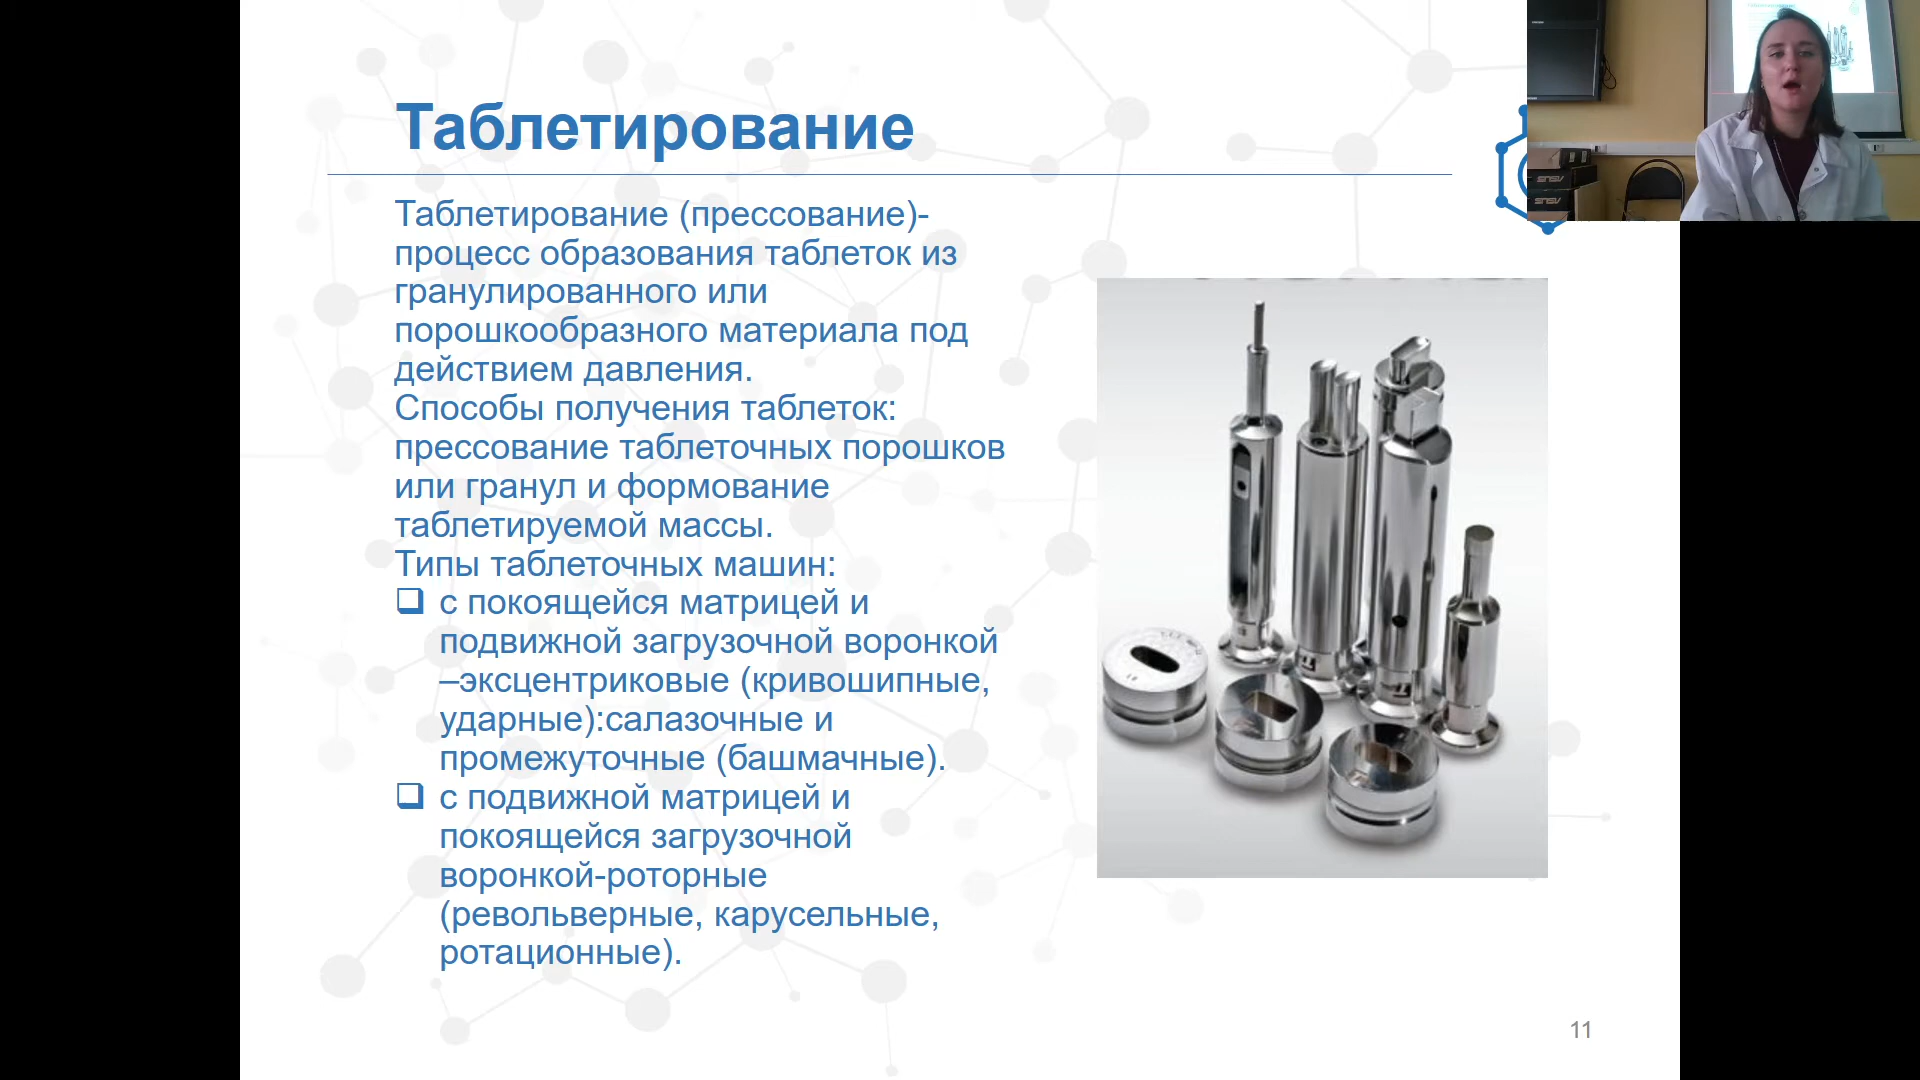 Таблетирование
Таблетирование (прессование)-
процесс образования таблеток из
гранулированного или
порошкообразного материала под
действием давления.
Способы получения таблеток:
прессование таблеточных порошков
или гранул и формование
таблетируемой массы.
Типы таблеточных машин:
с покоящейся матрицей и
подвижной загрузочной воронкой
–эксцентриковые (кривошипные,
ударные):салазочные и
промежуточные (башмачные).
с подвижной матрицей и
покоящейся загрузочной
воронкой-роторные
(револьверные, карусельные,
ротационные).
11
ASUS
ASUS